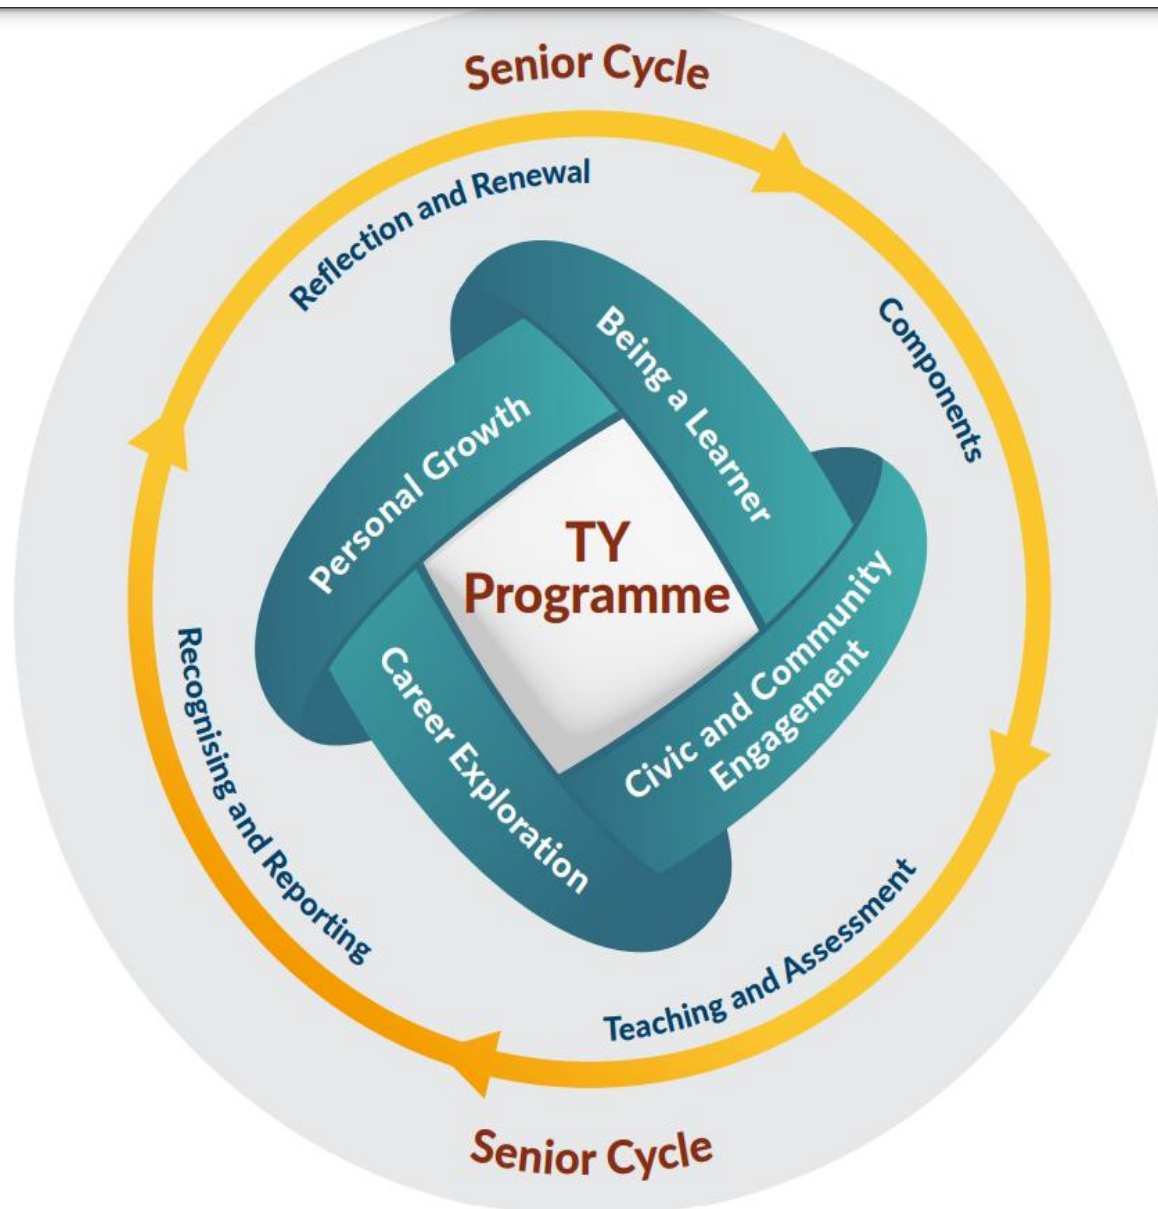 Senior Cycle
Reflection and Renewal
Components
Being a Learner
Personal Growth
TY
Programme
Civic and Community
Engagement
Career Exploration
Recognising and Reporting
Teaching and Assessment
Senior Cycle